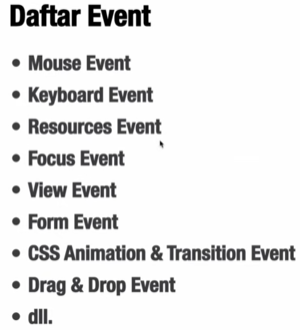 Daftar Event
• Mouse Event
• Keyboard Event
• Resources Event
• Focus Event
• View Event
• Form Event
• CSS Animation & Transition Event
• Drag & Drop Event
• dll.